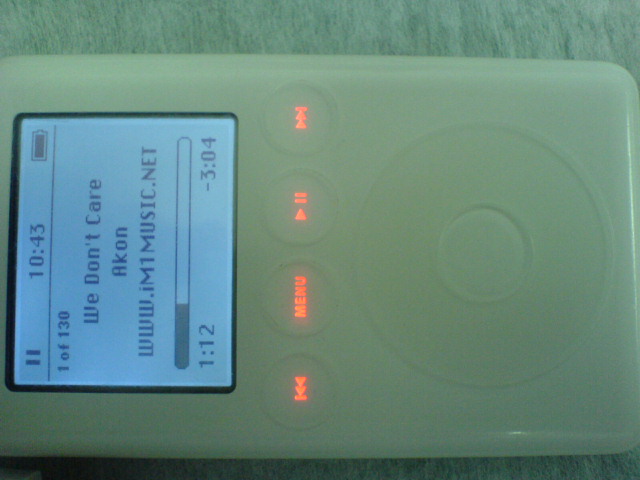 10:43
1 of 130
We Don't Care
Akon
WWW.iM1MUSIC.NET
1:12 -3:04
MENU